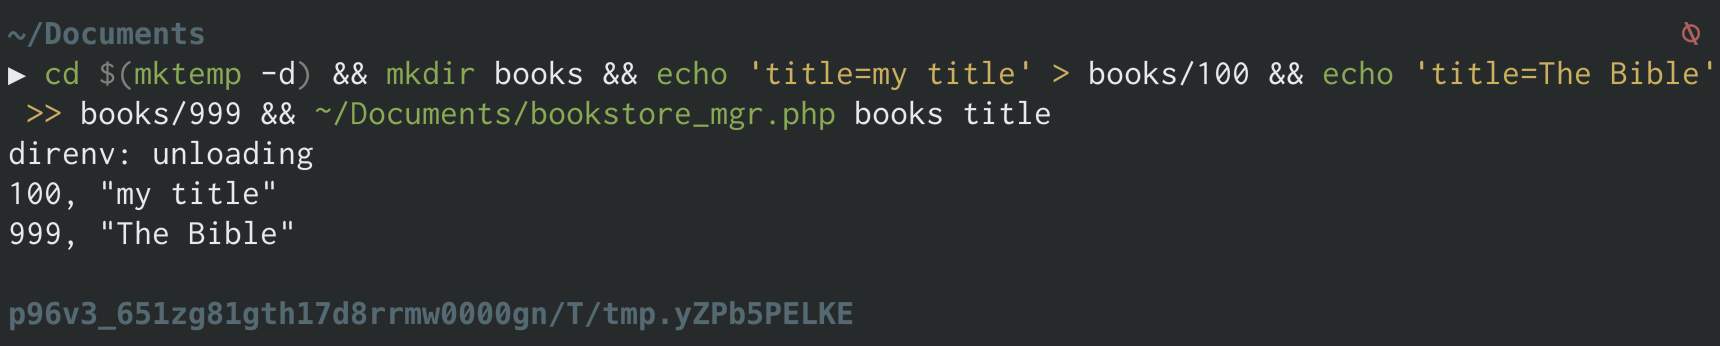 ~/Documents
▶ cd $(mktemp -d) && mkdir books && echo 'title=my title' > books/100 && echo 'title=The Bible'
>> books/999 && ~/Documents/bookstore_mgr.php books title
direnv: unloading
100, "my title"
999, "The Bible"
p96v3_651zg81gth17d8rrmw0000gn/T/tmp.yZPb5PELKE